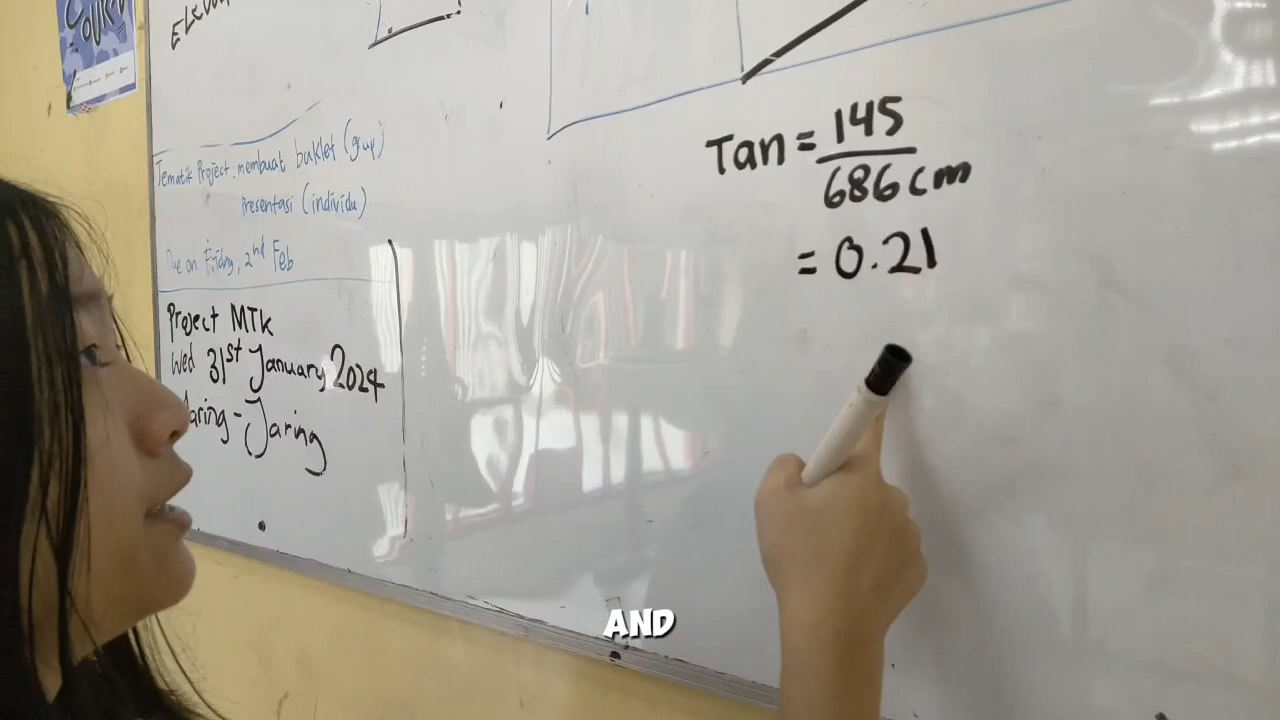 Tematik Project. membuat buklet (grup)
Presentasi (individu)
Due on Friday, 2nd Feb
Project MTK
Wed 31st January 2024
Jaring-Jaring
Tan = 145
686 cm
= 0.21
AND